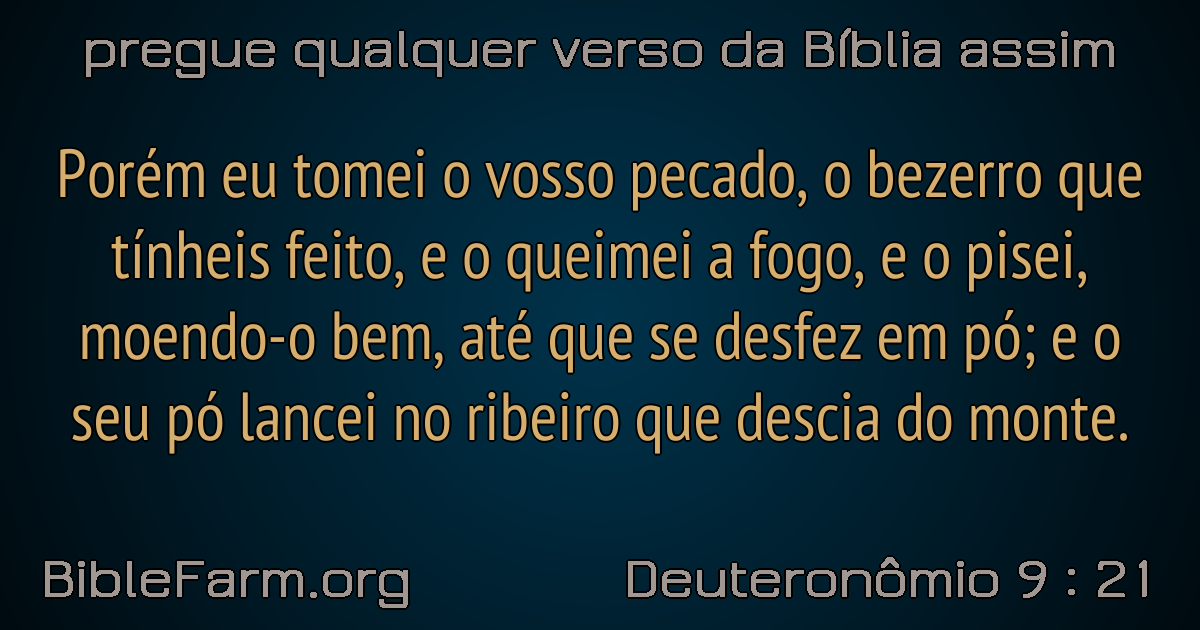 pregue qualquer verso da Bíblia assim
Porém eu tomei o vosso pecado, o bezerro que
tínheis feito, e o queimei a fogo, e o pisei,
moendo-o bem, até que se desfez em pó; e o
seu pó lancei no ribeiro que descia do monte.
BibleFarm.org Deuteronômio 9 : 21